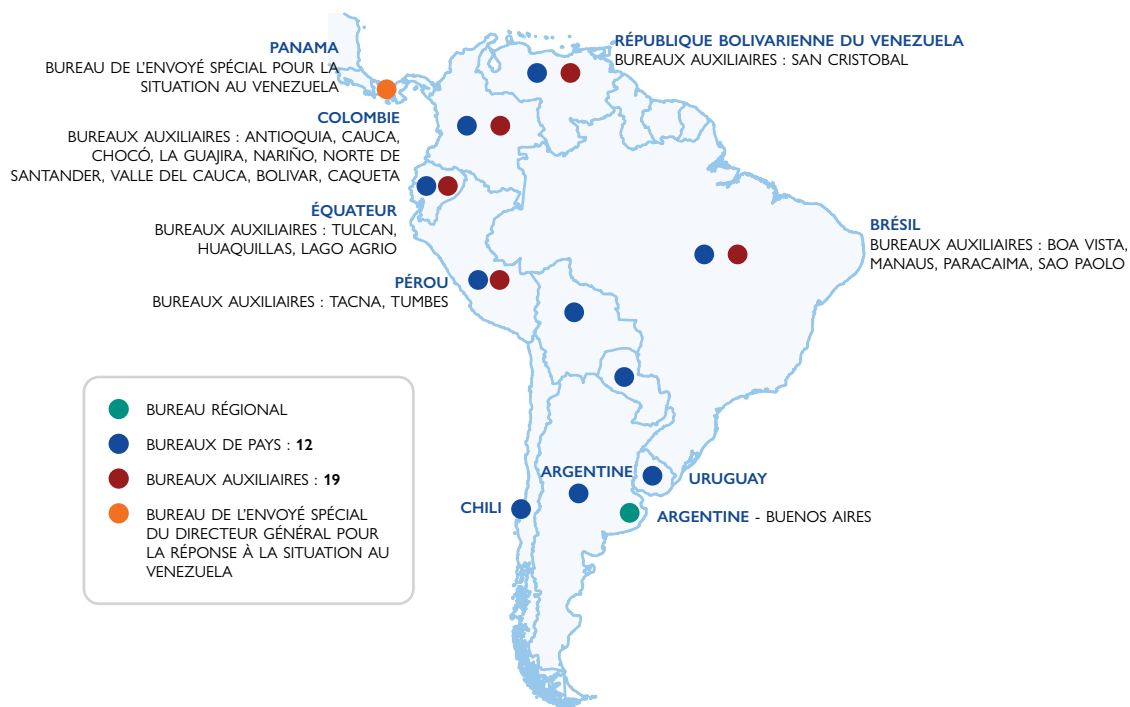 PANAMA
BUREAU DE L'ENVOYÉ SPÉCIAL POUR LA
SITUATION AU VENEZUELA
RÉPUBLIQUE BOLIVARIENNE DU VENEZUELA
BUREAUX AUXILIAIRES : SAN CRISTOBAL
COLOMBIE
BUREAUX AUXILIAIRES : ANTIOQUIA, CAUCA,
CHOCÓ, LA GUAJIRA, NARIÑO, NORTE DE
SANTANDER, VALLE DEL CAUCA, BOLIVAR, CAQUETA
ÉQUATEUR
BUREAUX AUXILIAIRES : TULCAN,
HUAQUILLAS, LAGO AGRIO
BRÉSIL
BUREAUX AUXILIAIRES : BOA VISTA,
MANAUS, PARACAIMA, SAO PAOLO
PÉROU
BUREAUX AUXILIAIRES : TACNA, TUMBES
BUREAU RÉGIONAL
BUREAUX DE PAYS : 12
BUREAUX AUXILIAIRES : 19
BUREAU DE L'ENVOYÉ SPÉCIAL
DU DIRECTEUR GÉNÉRAL POUR
LA RÉPONSE À LA SITUATION AU
VENEZUELA
ARGENTINE
URUGUAY
CHILI
ARGENTINE - BUENOS AIRES